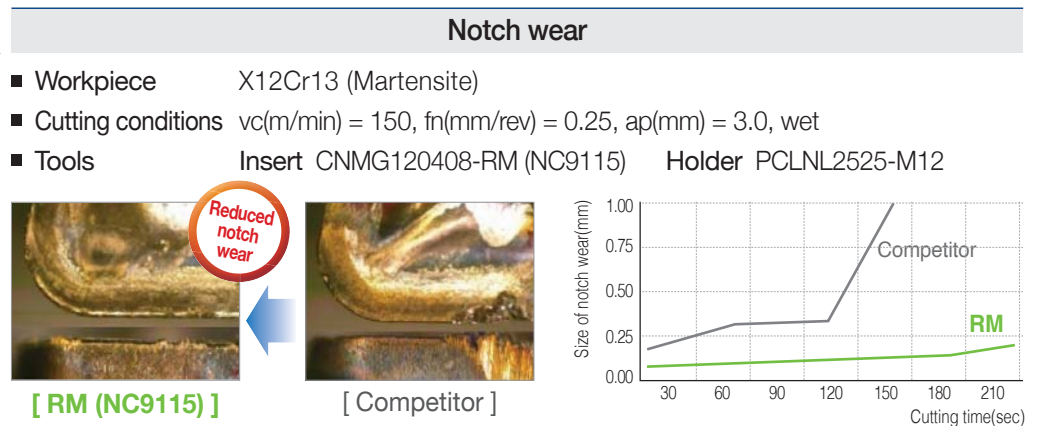 Notch wear
■ Workpiece X12Cr13 (Martensite)
■ Cutting conditions vc(m/min) = 150, fn(mm/rev) = 0.25, ap(mm) = 3.0, wet
■ Tools Insert CNMG120408-RM (NC9115) Holder PCLNL2525-M12
Reduced
notch
wear
[ RM (NC9115) ]
[ Competitor ]
Size of notch wear(mm)
1.00
0.75
0.50
0.25
0.00
Competitor
RM
30 60 90 120 150 180 210
Cutting time(sec)